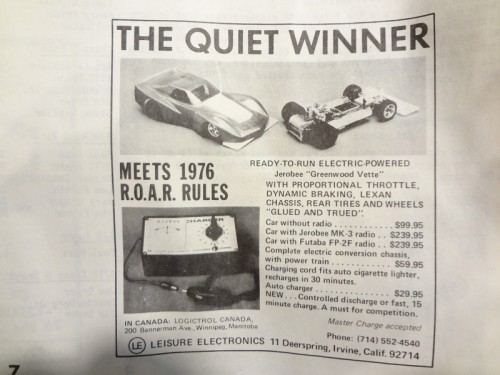 THE QUIET WINNER
MEETS 1976
R.O.A.R. RULES
READY-TO-RUN ELECTRIC-POWERED
Jerobee "Greenwood Vette"
WITH PROPORTIONAL THROTTLE,
DYNAMIC BRAKING, LEXAN
CHASSIS, REAR TIRES AND WHEELS
"GLUED AND TRUED".
Car without radio . . . . . . . . . . . . $99.95
Car with Jerobee MK-3 radio . . $239.95
Car with Futaba FP-2F radio . . $239.95
Complete electric conversion chassis,
with power train . . . . . . . . . . . . . $59.95
Charging cord fits auto cigarette lighter,
recharges in 30 minutes.
Auto charger . . . . . . . . . . . . . . . . $29.95
NEW . . . Controlled discharge or fast, 15
minute charge. A must for competition.
Master Charge accepted
CHARGER
IN CANADA: LOGICTROL CANADA,
200 Bannerman Ave., Winnipeg, Manitoba
Phone: (714) 552-4540
LE LEISURE ELECTRONICS 11 Deerspring, Irvine, Calif. 92714
7